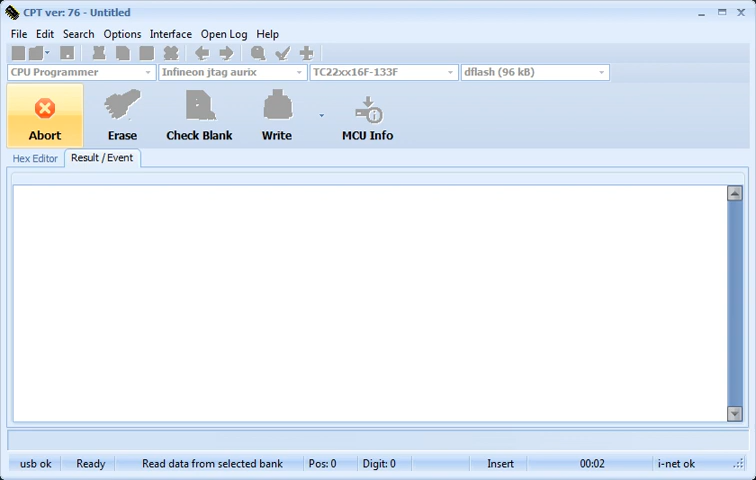 CPT ver: 76 - Untitled
File Edit Search Options Interface Open Log Help
CPU Programmer Infineon jtag aurix TC22xx16F-133F dflash (96 kB)
Abort Erase Check Blank Write MCU Info
Hex Editor Result / Event
usb ok Ready Read data from selected bank Pos: 0 Digit: 0 Insert 00:02 i-net ok